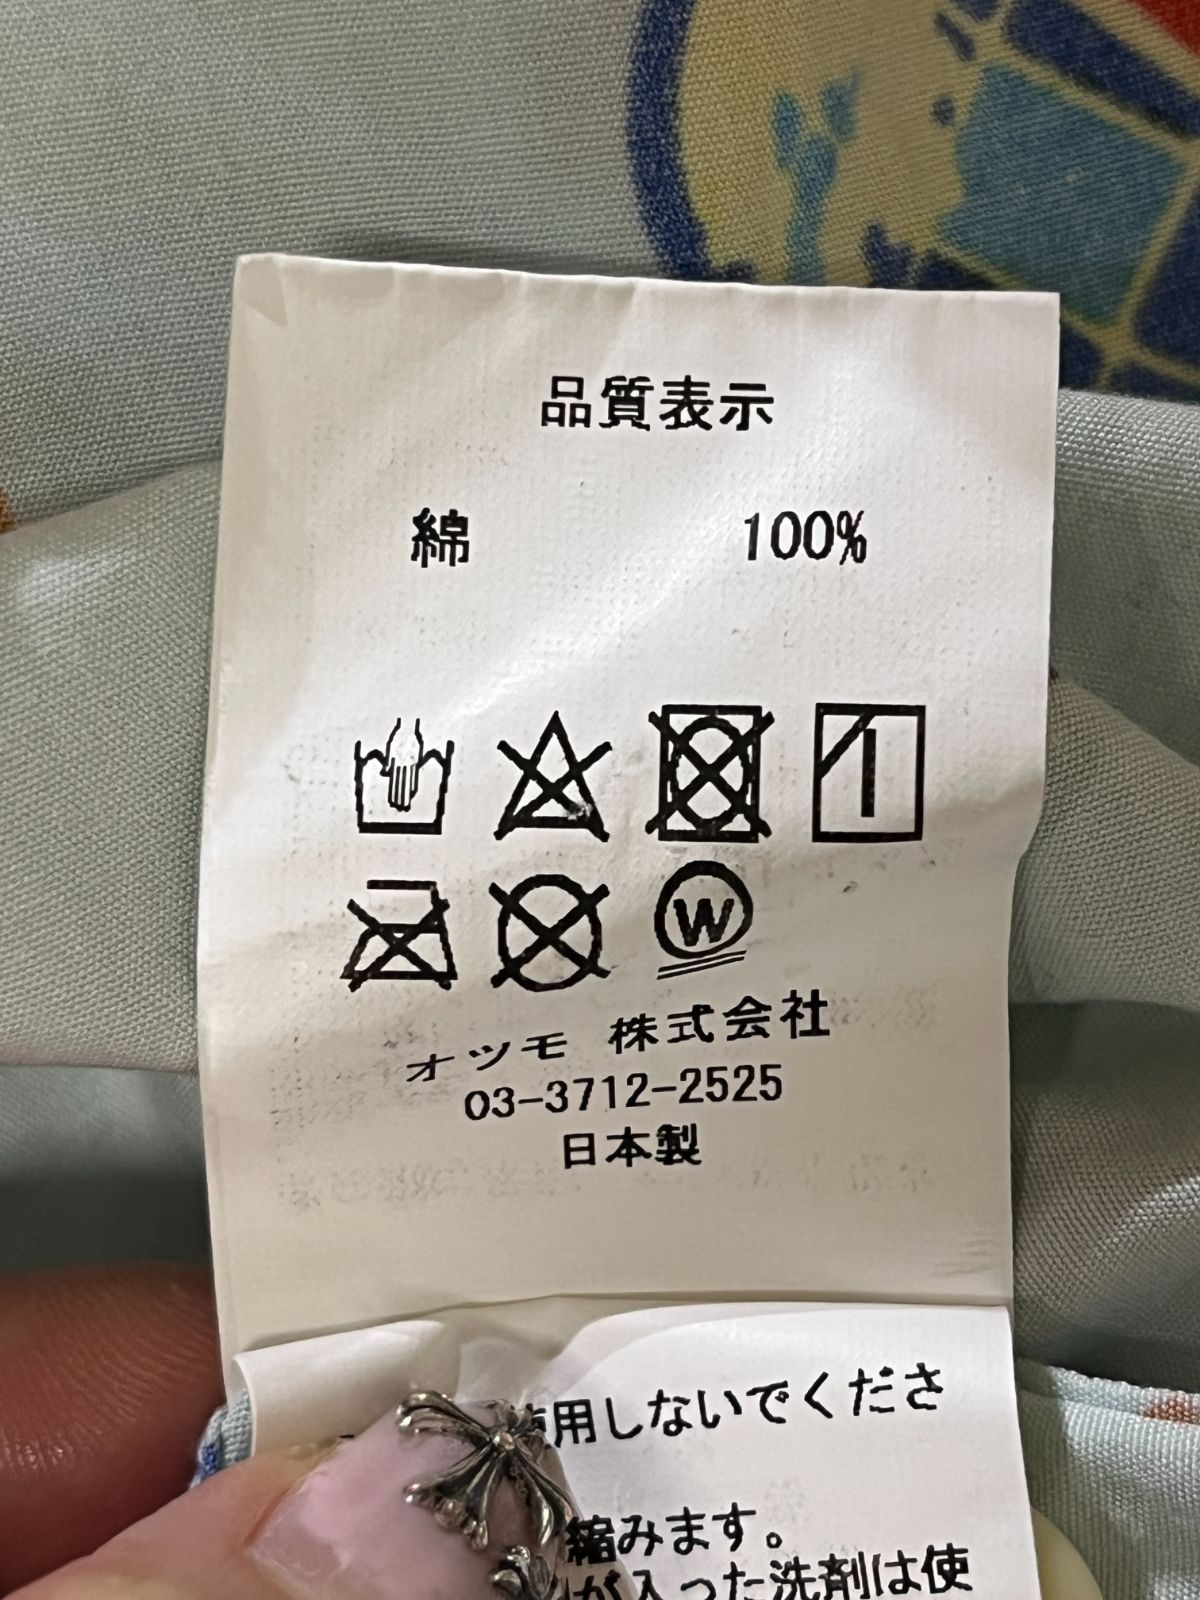 品質表示
綿 100%
W
オツモ 株式会社
03-3712-2525
日本製
使用しないでくださ
縮みます。
が入った洗剤は使